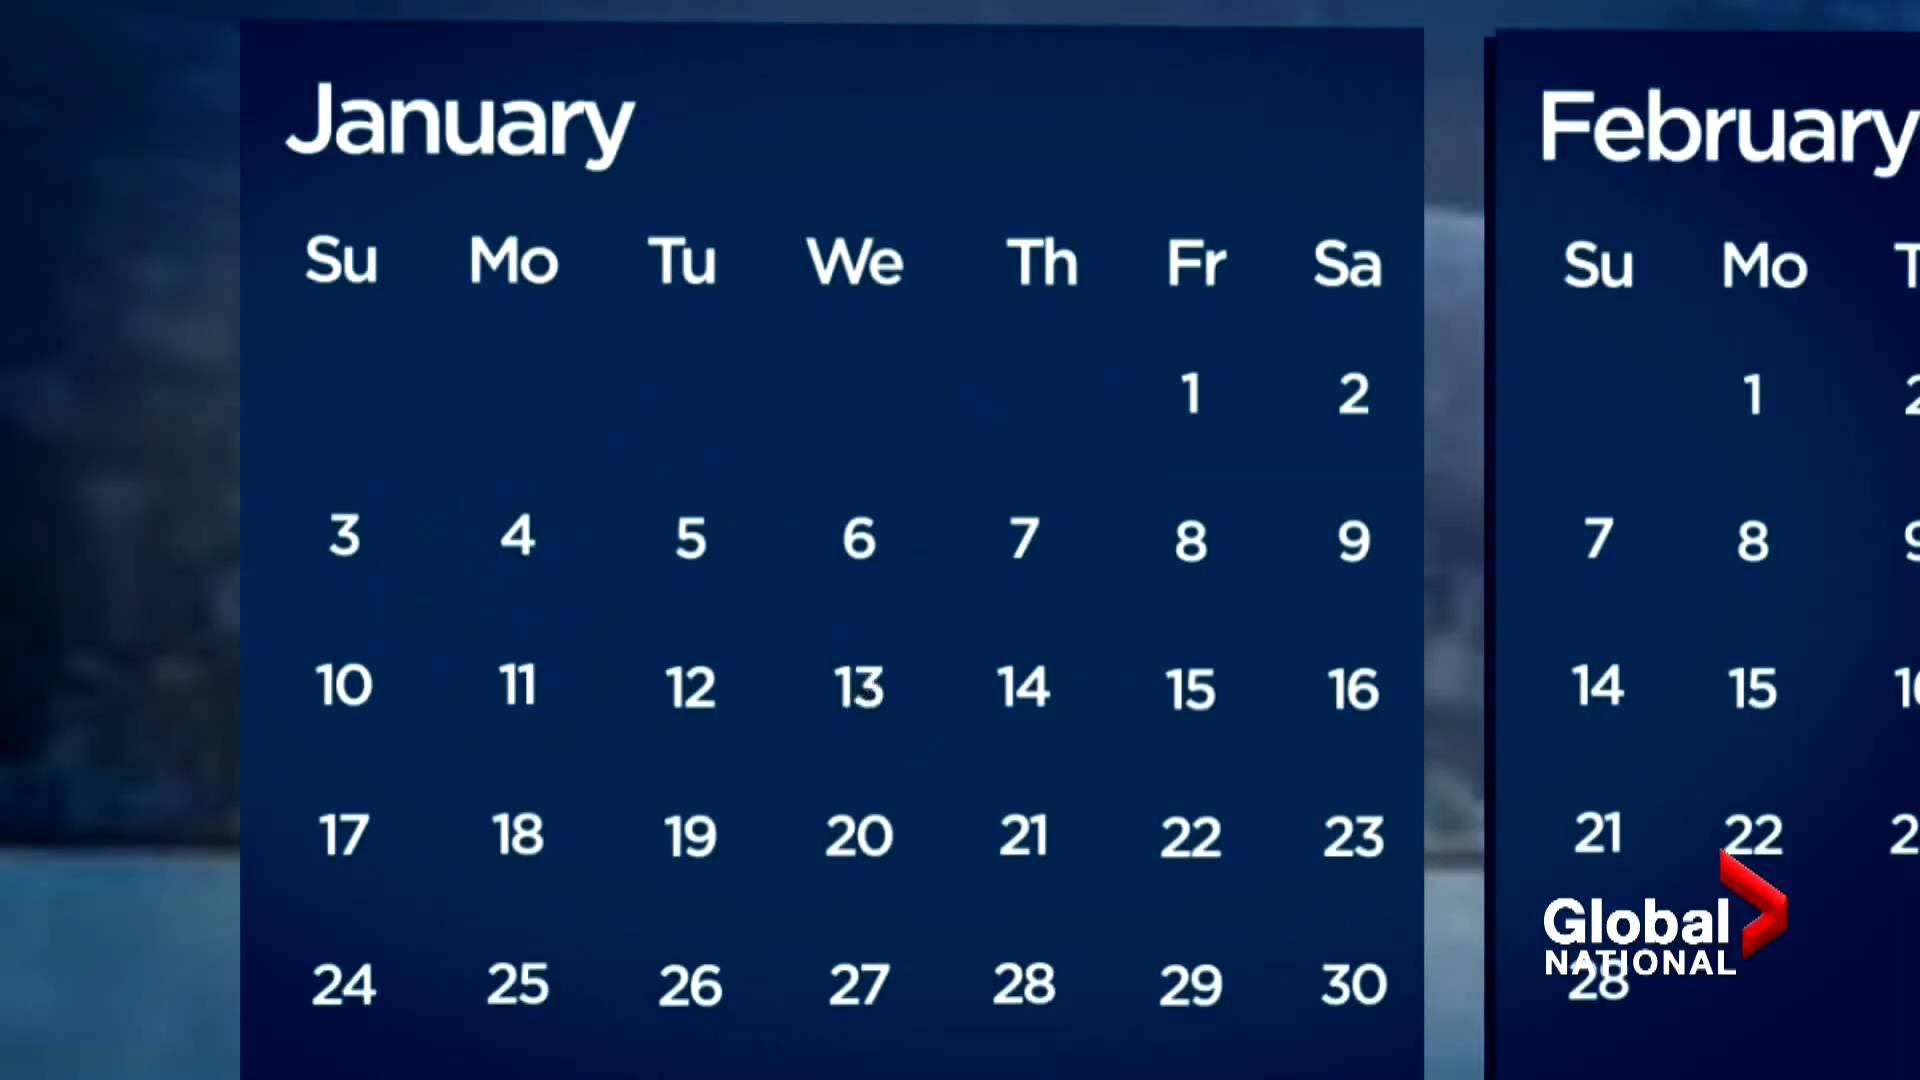 January
Su Mo Tu We Th Fr Sa
1 2
3 4 5 6 7 8 9
10 11 12 13 14 15 16
17 18 19 20 21 22 23
24 25 26 27 28 29 30
February
Su Mo
1
7 8
14 15
21 22
28
Global
NATIONAL